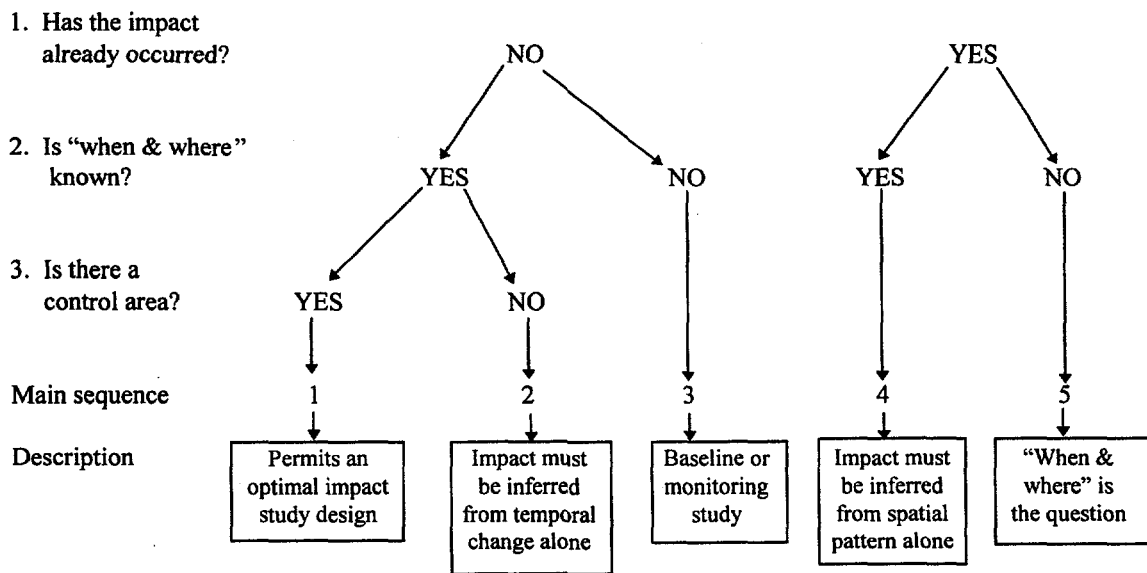 1. Has the impact
already occurred?
NO
YES
2. Is “when & where”
known?
YES
NO
YES
NO
3. Is there a
control area?
YES
NO
Main sequence
1
2
3
4
5
Description
Permits an
optimal impact
study design
Impact must
be inferred
from temporal
change alone
Baseline or
monitoring
study
Impact must
be inferred
from spatial
pattern alone
“When &
where” is
the question